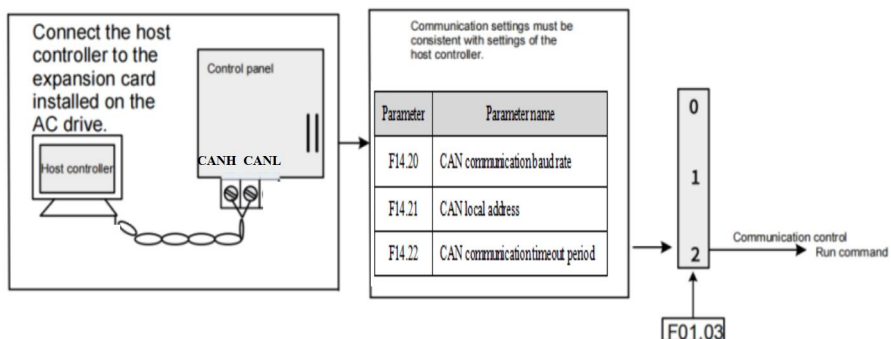 Connect the host
controller to the
expansion card
installed on the
AC drive.
Control panel
CANH CANL
Host controller
Communication settings must be
consistent with settings of the
host controller.
Parameter Parameter name
F14.20 CAN communication baud rate
F14.21 CAN local address
F14.22 CAN communication timeout period
0
1
2
Communication control
Run command
F01.03